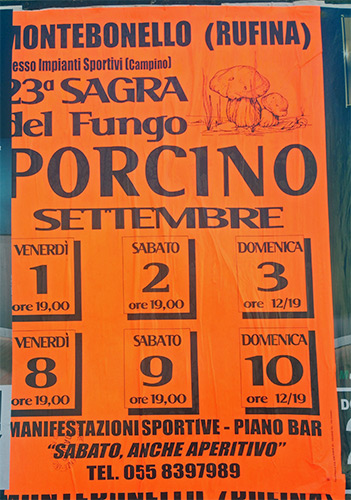 MONTEBONELLO (RUFINA)
esso Impianti Sportivi (Campino)
23ª SAGRA
del Fungo
PORCINO
SETTEMBRE
VENERDÌ SABATO DOMENICA
1 2 3
ore 19,00 ore 19,00 ore 12/19
VENERDÌ SABATO DOMENICA
8 9 10
ore 19,00 ore 19,00 ore 12/19
MANIFESTAZIONI SPORTIVE - PIANO BAR
"SABATO, ANCHE APERITIVO"
TEL. 055 8397989